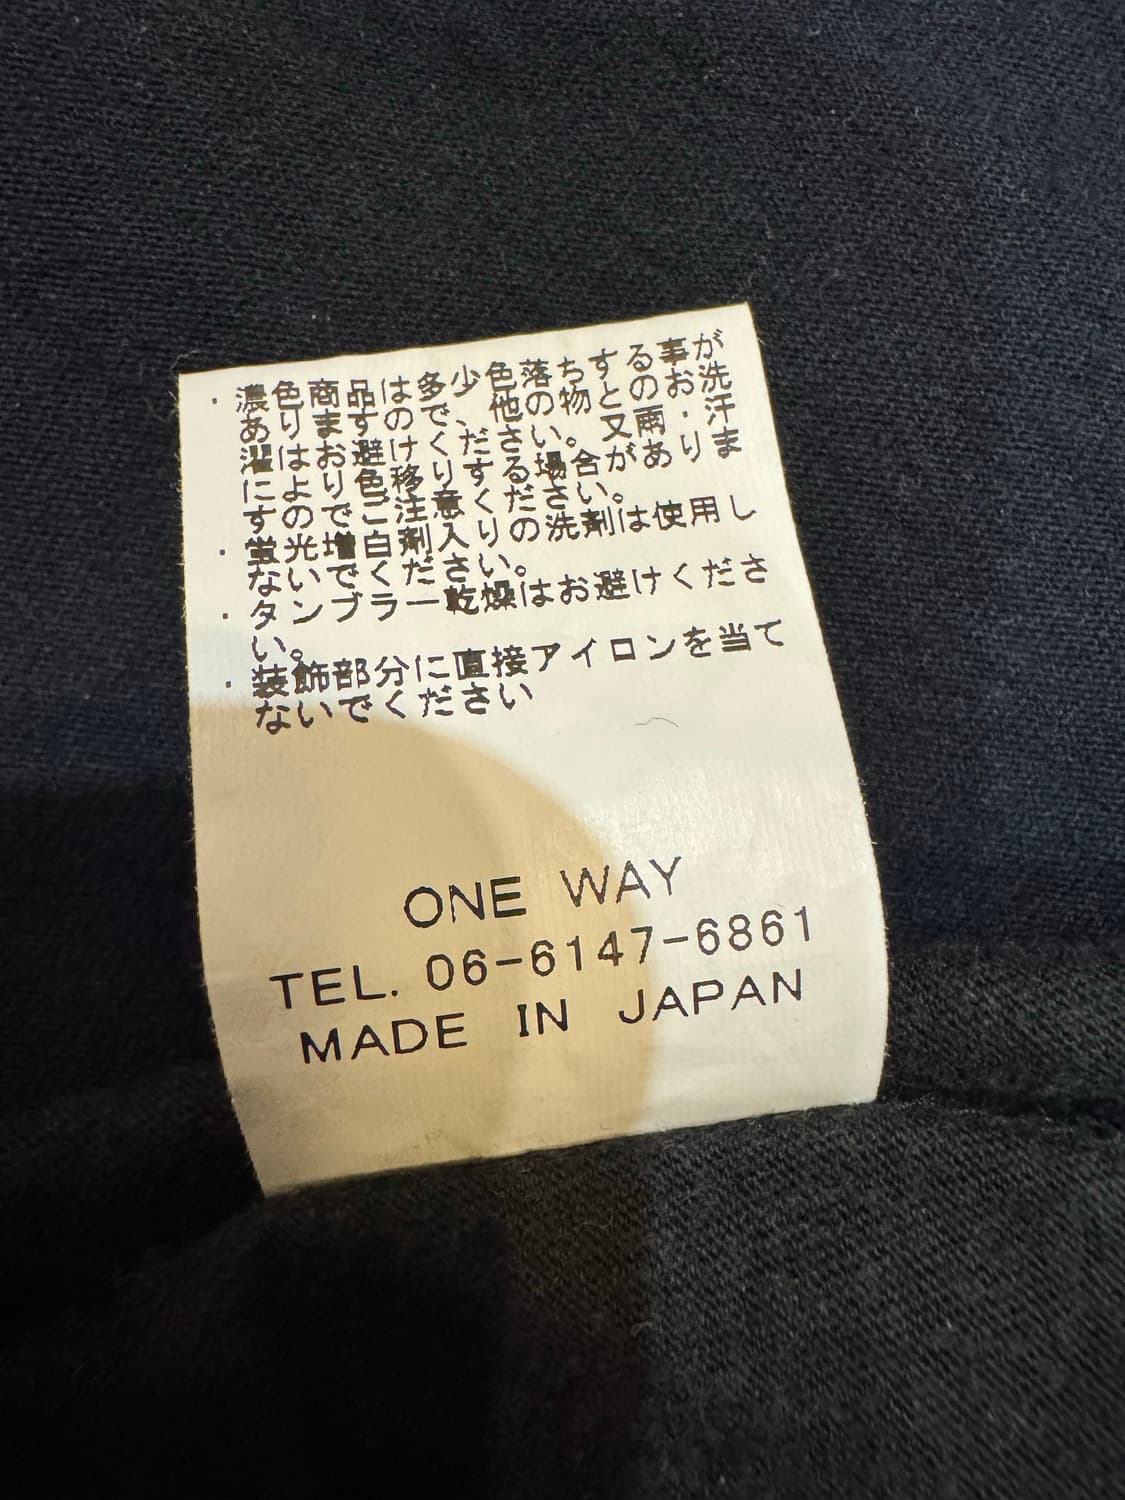 ・濃色商品は多少色落ちする事が
ありますので、他の物とのお洗
濯はお避けください。又雨・汗
により色移りする場合がありま
すのでご注意ください。
・蛍光増白剤入りの洗剤は使用し
ないでください。
・タンブラー乾燥はお避けくださ
い。
・装飾部分に直接アイロンを当て
ないでください
ONE WAY
TEL. 06-6147-6861
MADE IN JAPAN